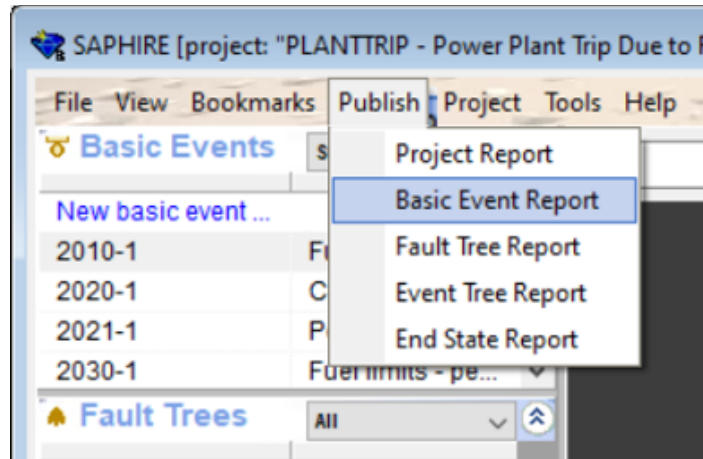 SAPHIRE [project: "PLANTTRIP - Power Plant Trip Due to
File View Bookmarks Publish Project Tools Help
Basic Events
Project Report
New basic event ...
Basic Event Report
2010-1
Fault Tree Report
2020-1
Event Tree Report
2021-1
End State Report
2030-1 Fuel limits - pe...
Fault Trees All